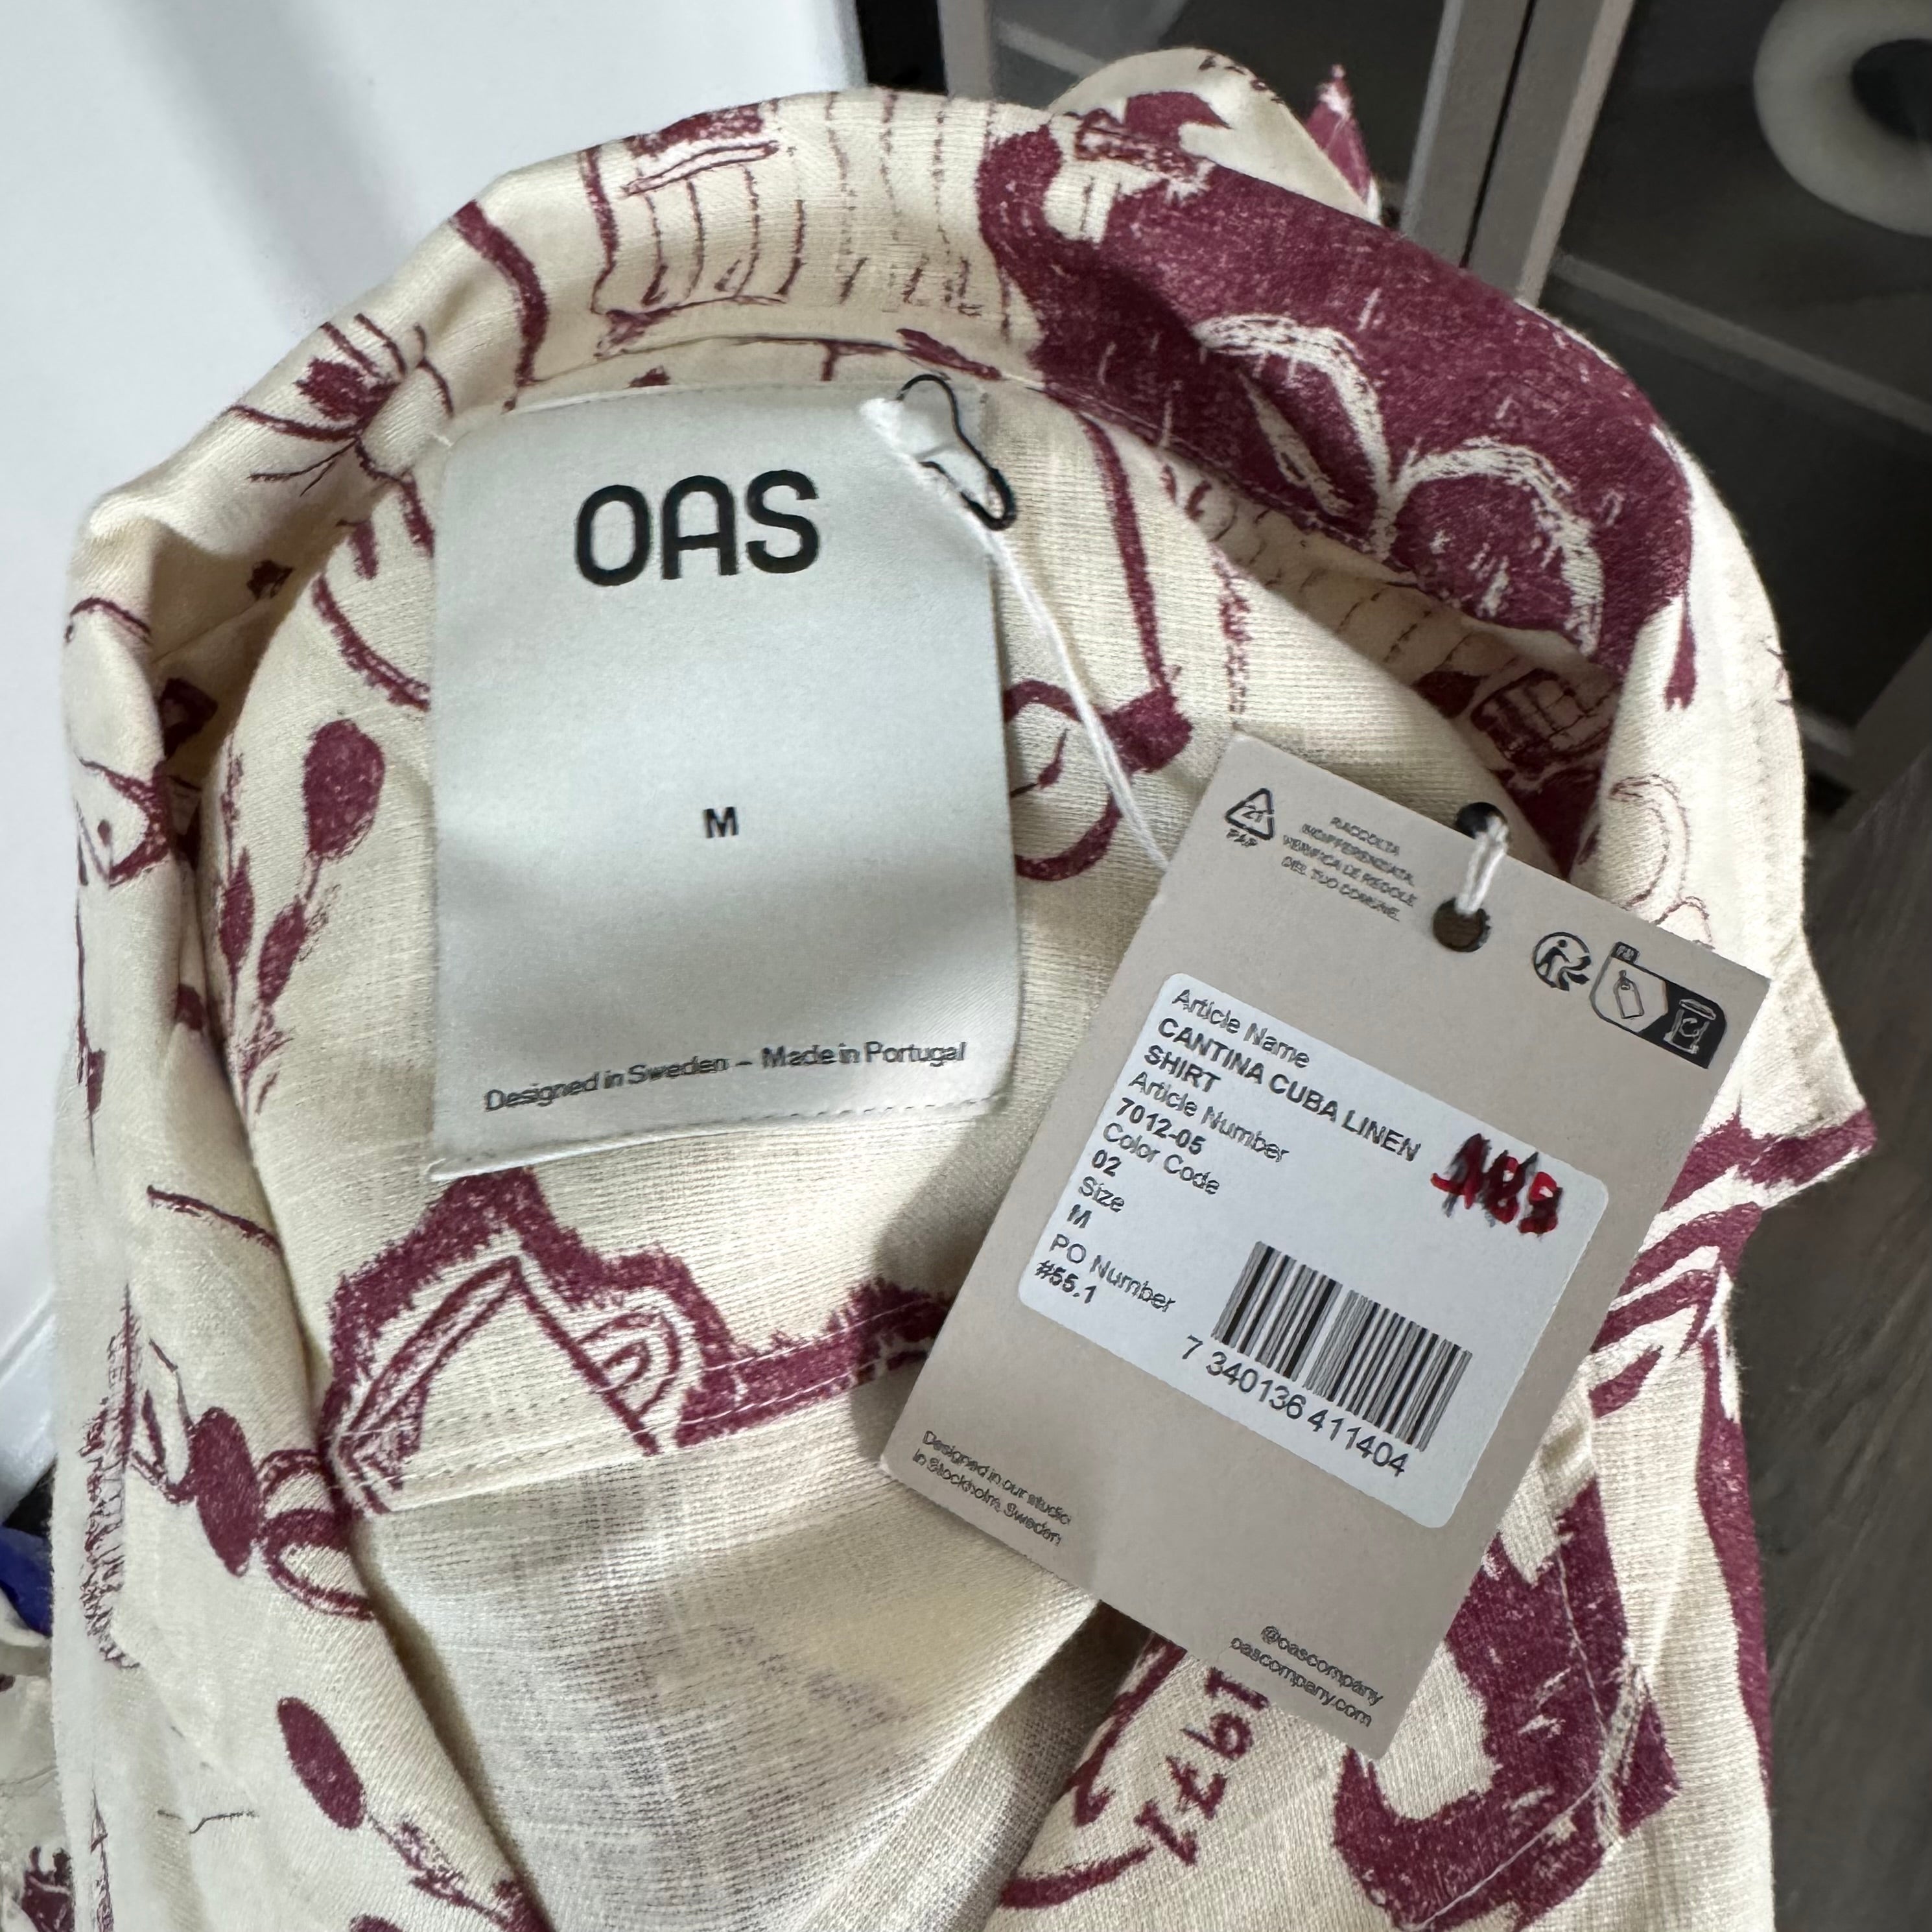 OAS
M
Designed in Sweden – Made in Portugal
21
PAP
RACCOLTA
INDIFFERENZIATA.
VERIFICA LE REGOLE
DEL TUO COMUNE.
Article Name
CANTINA CUBA LINEN
SHIRT
Article Number
7012-05
Color Code
02
Size
M
PO Number
#55.1
7 340136 411404
Designed in our studio
in Stockholm, Sweden
@oascompany
oascompany.com
1971